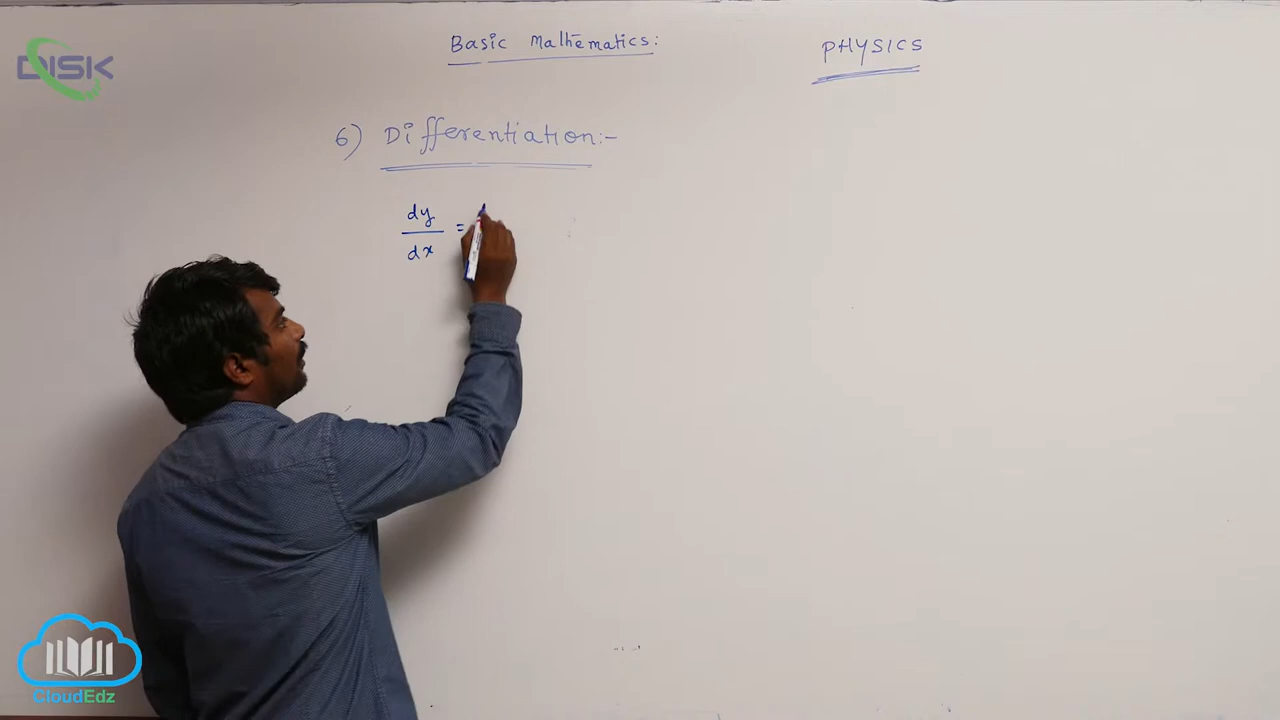 DISK
Basic Mathematics:
PHYSICS
6) Differentiation:-
dy
dx =
CloudEdz